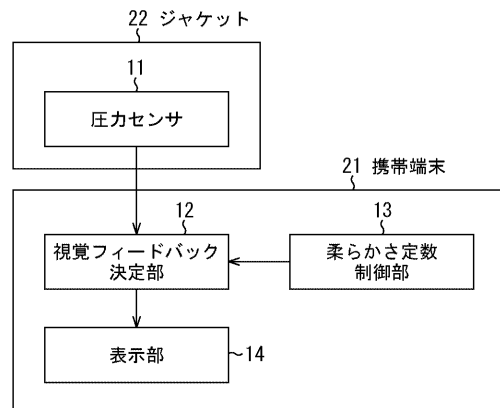 22 ジャケット
11
圧力センサ
21 携帯端末
12
13
視覚フィードバック
決定部
柔らかさ定数
制御部
表示部
14